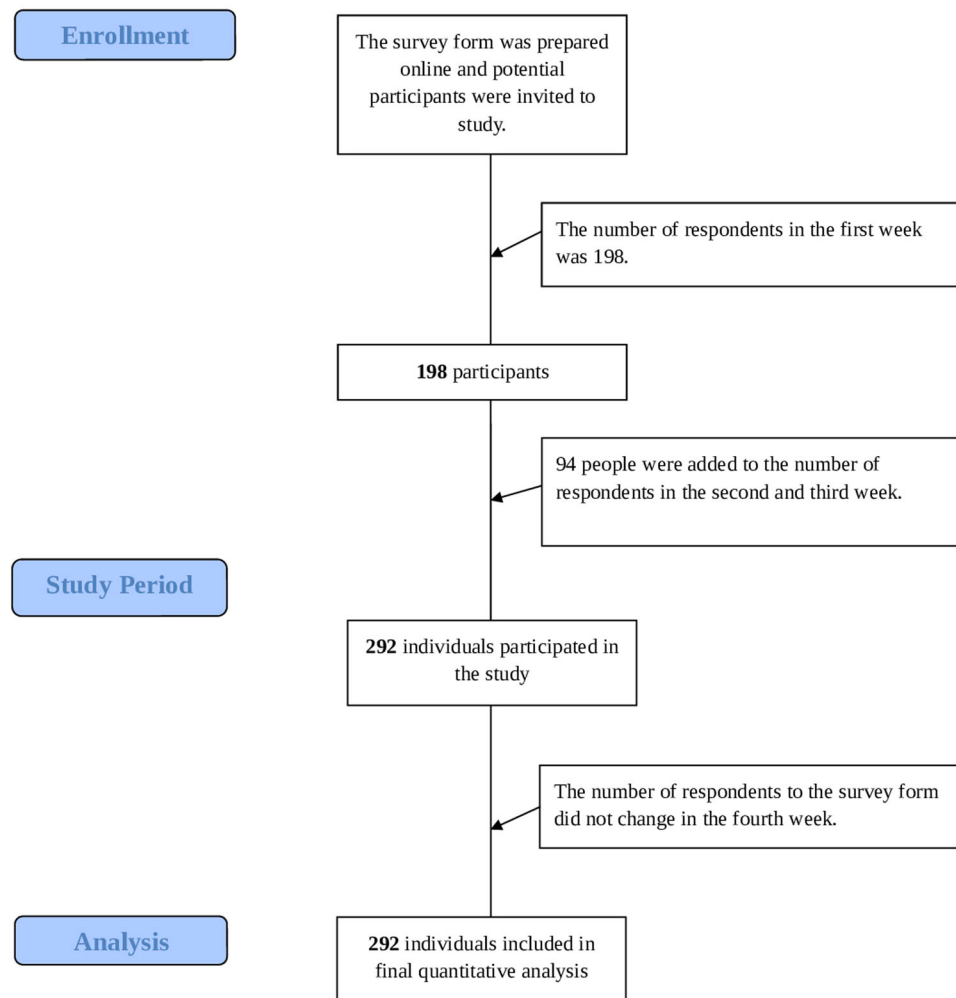 Enrollment
The survey form was prepared
online and potential
participants were invited to
study.
The number of respondents in the first week
was 198.
198 participants
94 people were added to the number of
respondents in the second and third week.
Study Period
292 individuals participated in
the study
The number of respondents to the survey form
did not change in the fourth week.
Analysis
292 individuals included in
final quantitative analysis